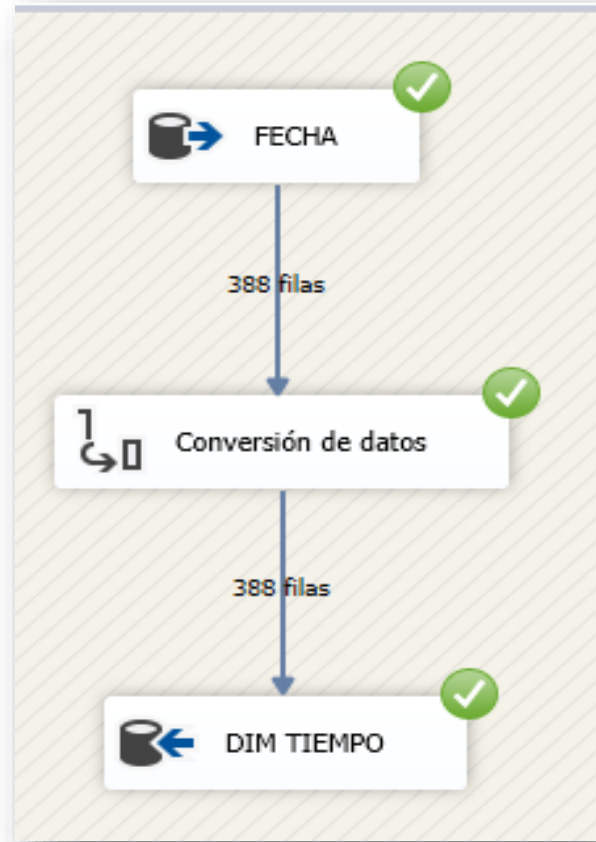 FECHA
388 filas
Conversión de datos
388 filas
DIM TIEMPO